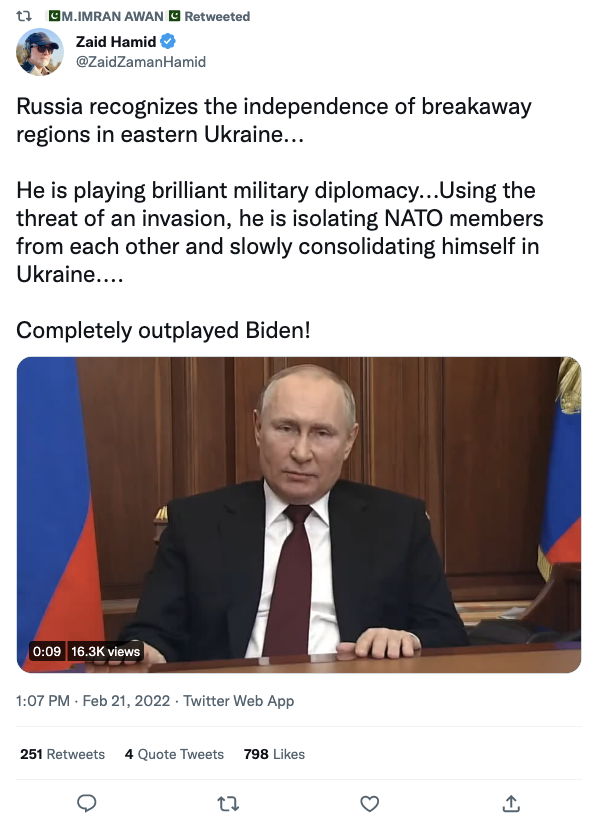 🇵🇰M.IMRAN AWAN 🇵🇰 Retweeted
Zaid Hamid
@ZaidZamanHamid
Russia recognizes the independence of breakaway
regions in eastern Ukraine...
He is playing brilliant military diplomacy...Using the
threat of an invasion, he is isolating NATO members
from each other and slowly consolidating himself in
Ukraine....
Completely outplayed Biden!
0:09 16.3K views
1:07 PM · Feb 21, 2022 · Twitter Web App
251 Retweets 4 Quote Tweets 798 Likes